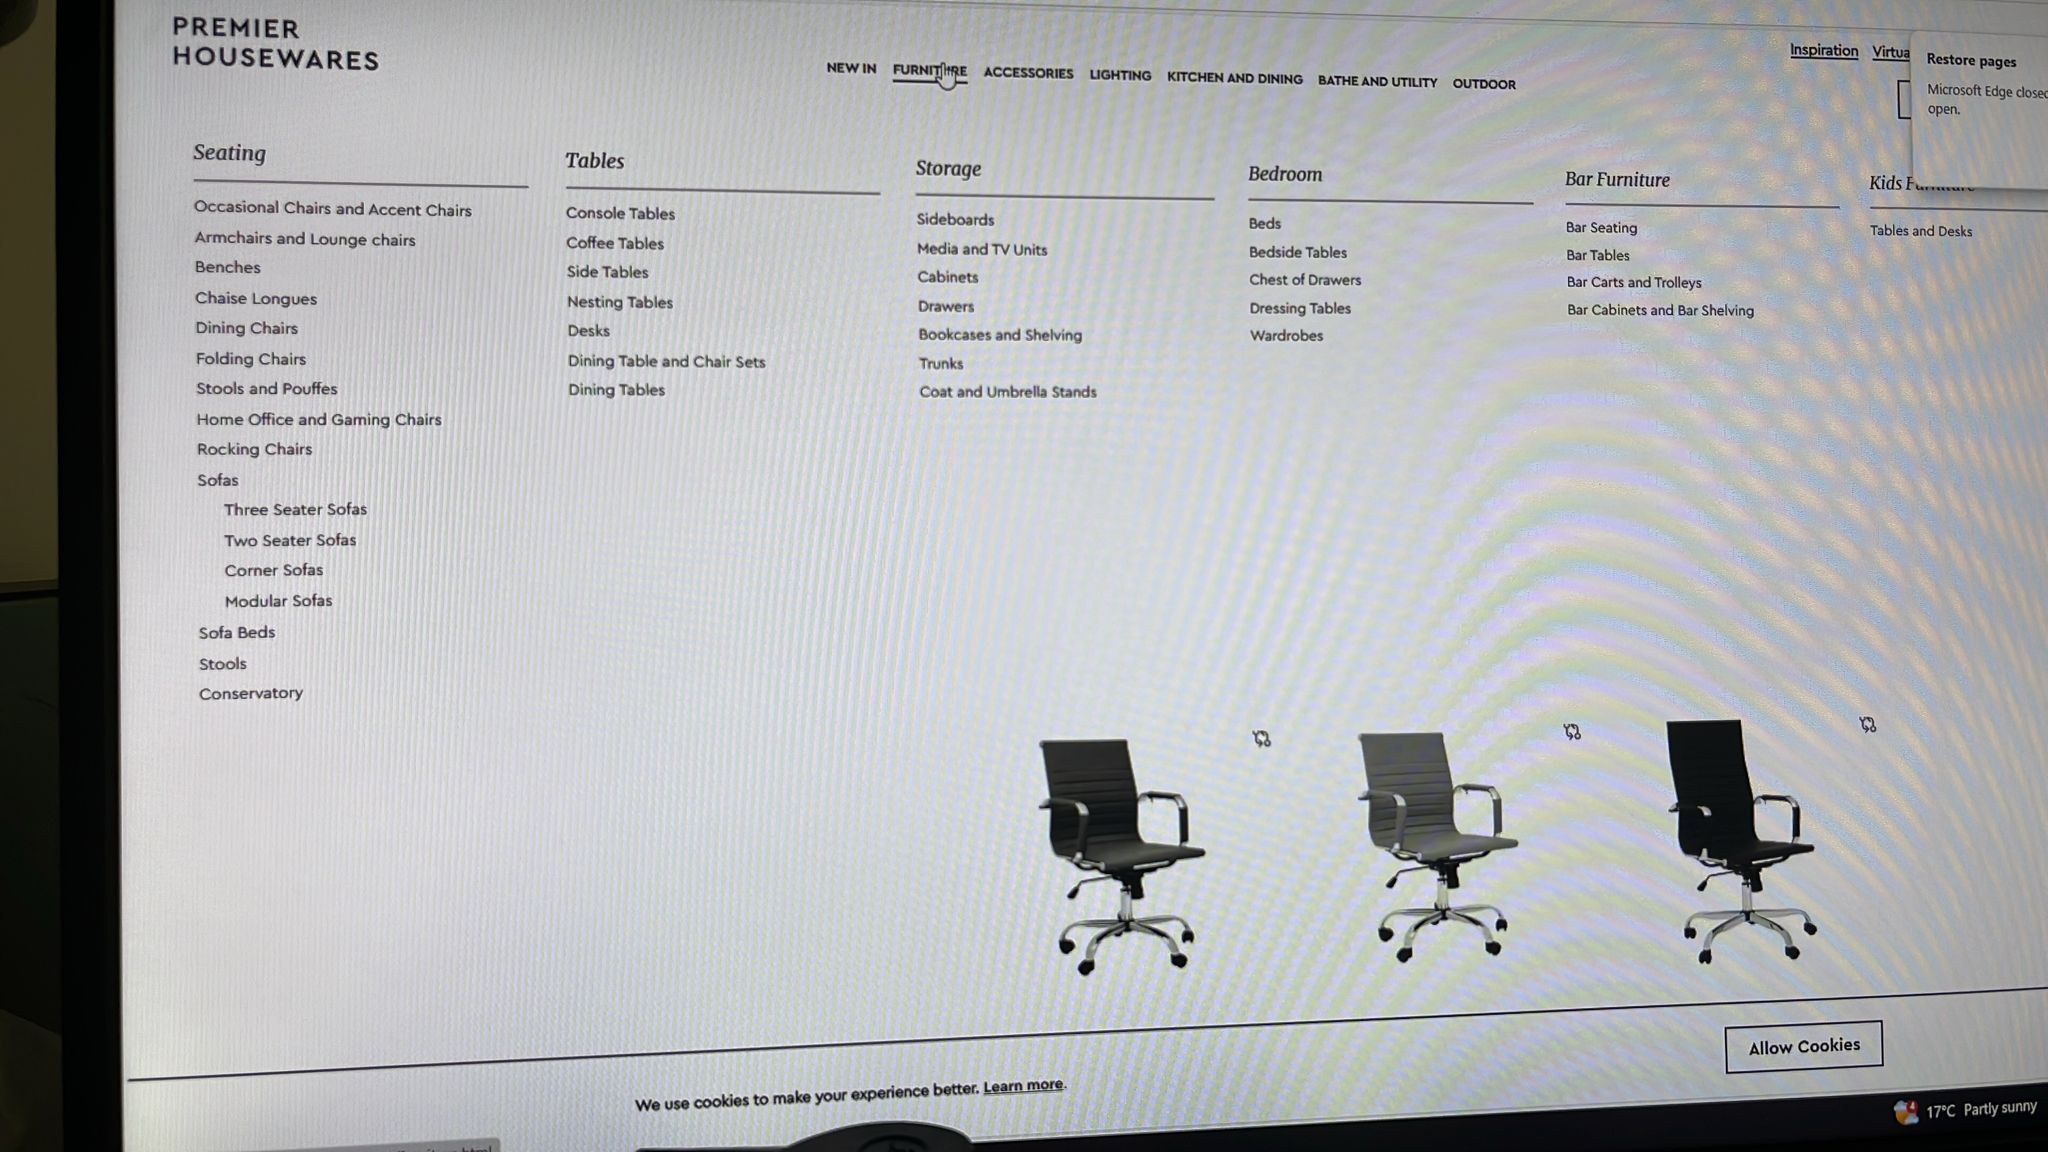 PREMIER
HOUSEWARES
NEW IN FURNITURE ACCESSORIES LIGHTING KITCHEN AND DINING BATHE AND UTILITY OUTDOOR
Inspiration
Restore pages
Microsoft Edge closed
open.
Seating
Occasional Chairs and Accent Chairs
Armchairs and Lounge chairs
Benches
Chaise Longues
Dining Chairs
Folding Chairs
Stools and Pouffes
Home Office and Gaming Chairs
Rocking Chairs
Sofas
Three Seater Sofas
Two Seater Sofas
Corner Sofas
Modular Sofas
Sofa Beds
Stools
Conservatory
Tables
Console Tables
Coffee Tables
Side Tables
Nesting Tables
Desks
Dining Table and Chair Sets
Dining Tables
Storage
Sideboards
Media and TV Units
Cabinets
Drawers
Bookcases and Shelving
Trunks
Coat and Umbrella Stands
Bedroom
Beds
Bedside Tables
Chest of Drawers
Dressing Tables
Wardrobes
Bar Furniture
Bar Seating
Bar Tables
Bar Carts and Trolleys
Bar Cabinets and Bar Shelving
Kids
Tables and Desks
Allow Cookies
We use cookies to make your experience better. Learn more.
4
17°C Partly sunny